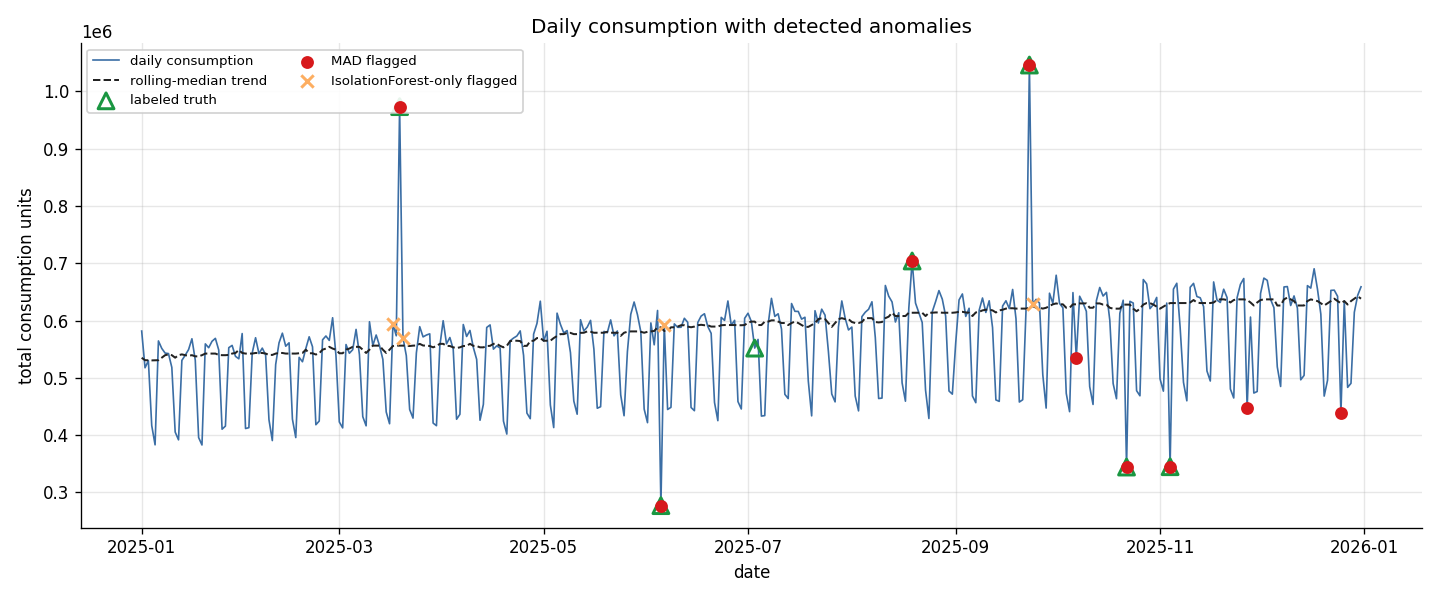 Daily consumption with detected anomalies
1e6
daily consumption
rolling-median trend
labeled truth
MAD flagged
IsolationForest-only flagged
total consumption units
1.0
0.9
0.8
0.7
0.6
0.5
0.4
0.3
2025-01
2025-03
2025-05
2025-07
2025-09
2025-11
2026-01
date